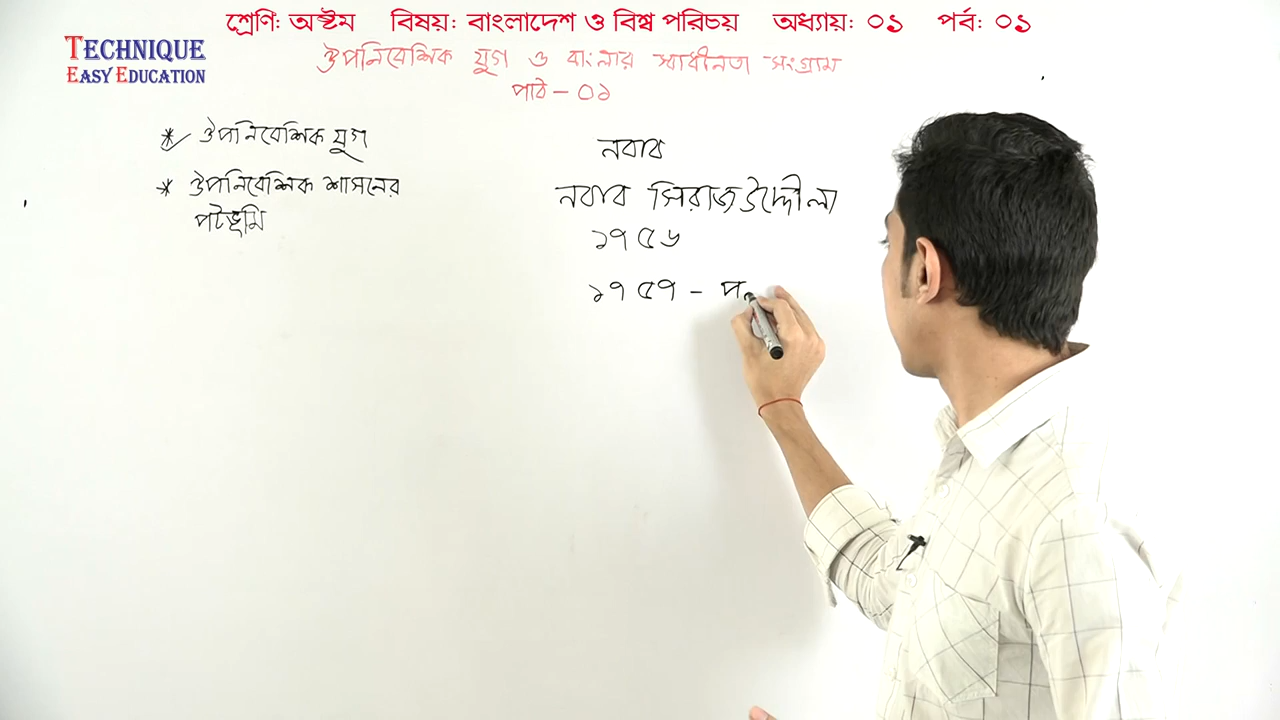 শ্রেণি: অষ্টম বিষয়: বাংলাদেশ ও বিশ্ব পরিচয় অধ্যায়: ০১ পর্ব: ০১
TECHNIQUE
EASY EDUCATION
ঔপনিবেশিক যুগ ও বাংলার স্বাধীনতা সংগ্রাম
পাঠ - ০১
* ঔপনিবেশিক যুগ
* ঔপনিবেশিক শাসনের
পটভূমি
নবাব
নবাব সিরাজউদ্দৌলা
১৭৫৬
১৭৫৭ - প